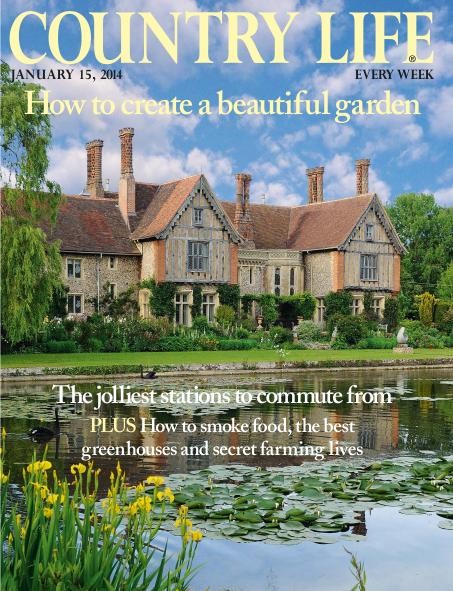 COUNTRY LIFE®
JANUARY 15, 2014 EVERY WEEK
How to create a beautiful garden
The jolliest stations to commute from
PLUS How to smoke food, the best
greenhouses and secret farming lives